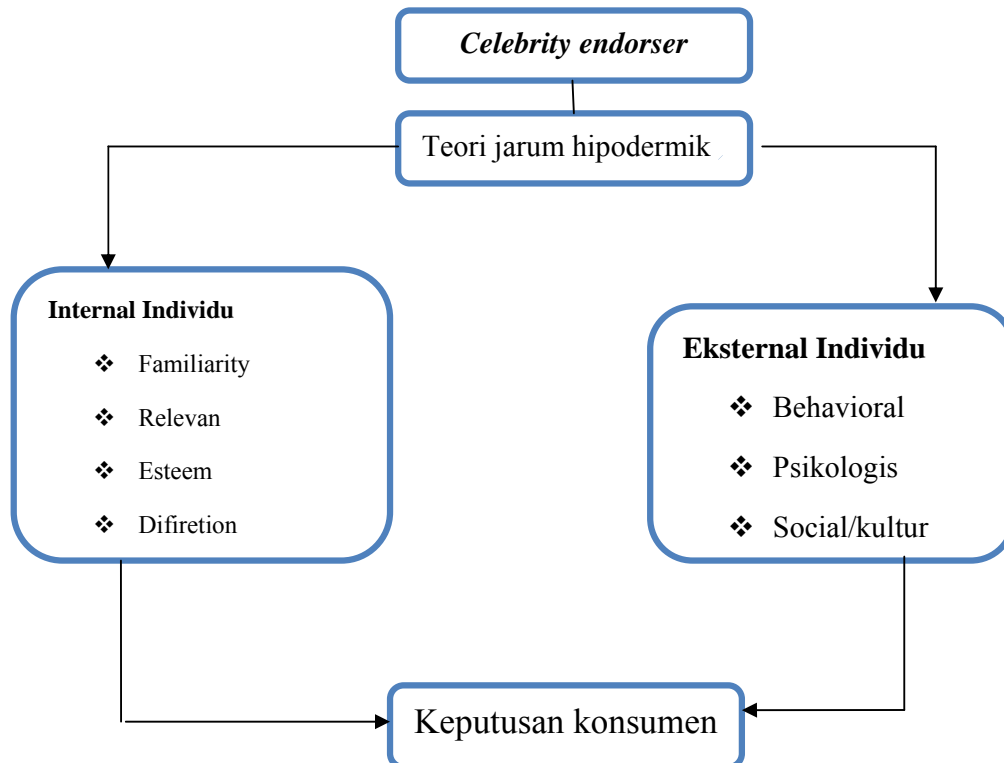 Celebrity endorser
Teori jarum hipodermik
Internal Individu
❖ Familiarity
❖ Relevan
❖ Esteem
❖ Difiretion
Eksternal Individu
❖ Behavioral
❖ Psikologis
❖ Social/kultur
Keputusan konsumen